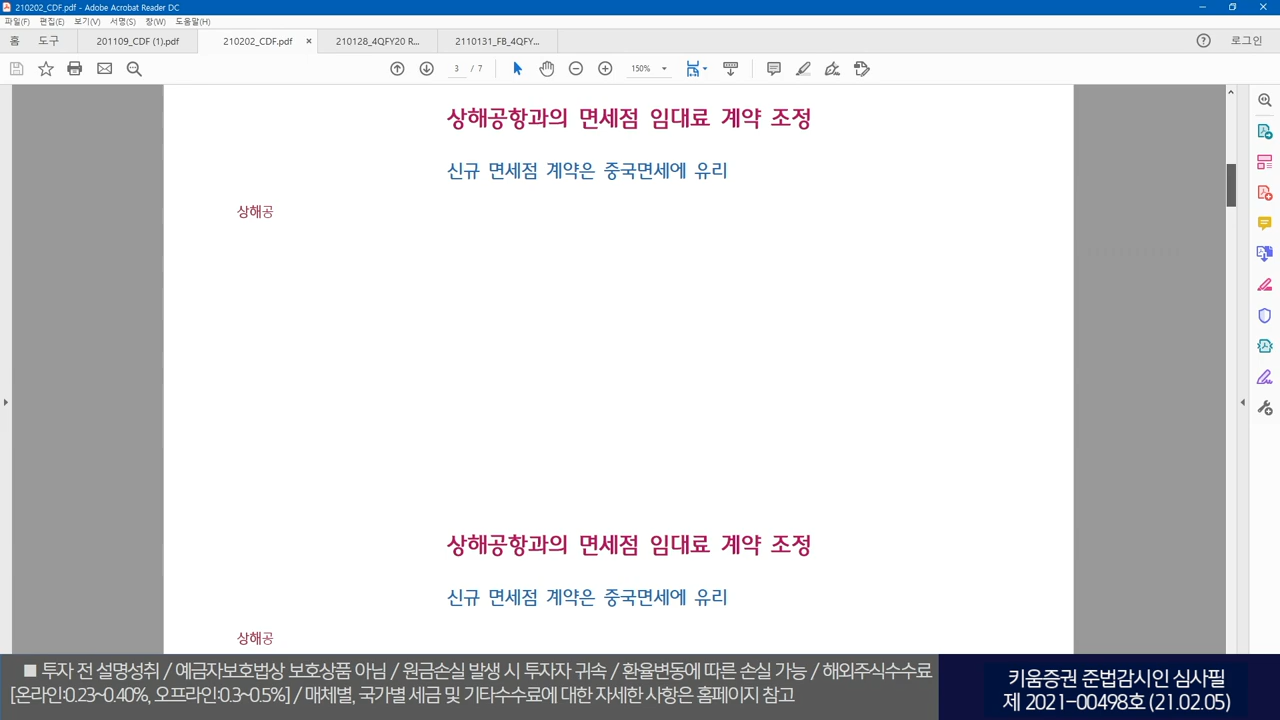 210202_CDF.pdf - Adobe Acrobat Reader DC
파일(F) 편집(E) 보기(V) 서명(S) 창(W) 도움말(H)
홈 도구 201109_CDF (1).pdf 210202_CDF.pdf × 210128_4QFY20 R... 2110131_FB_4QFY... 로그인
3 / 7 150%
상해공항과의 면세점 임대료 계약 조정
신규 면세점 계약은 중국면세에 유리
상해공
상해공항과의 면세점 임대료 계약 조정
신규 면세점 계약은 중국면세에 유리
상해공
■ 투자 전 설명성취 / 예금자보호법상 보호상품 아님 / 원금손실 발생 시 투자자 귀속 / 환율변동에 따른 손실 가능 / 해외주식수수료
[온라인:0.23~0.40%, 오프라인:0.3~0.5%] / 매체별, 국가별 세금 및 기타수수료에 대한 자세한 사항은 홈페이지 참고
키움증권 준법감시인 심사필
제 2021-00498호 (21.02.05)